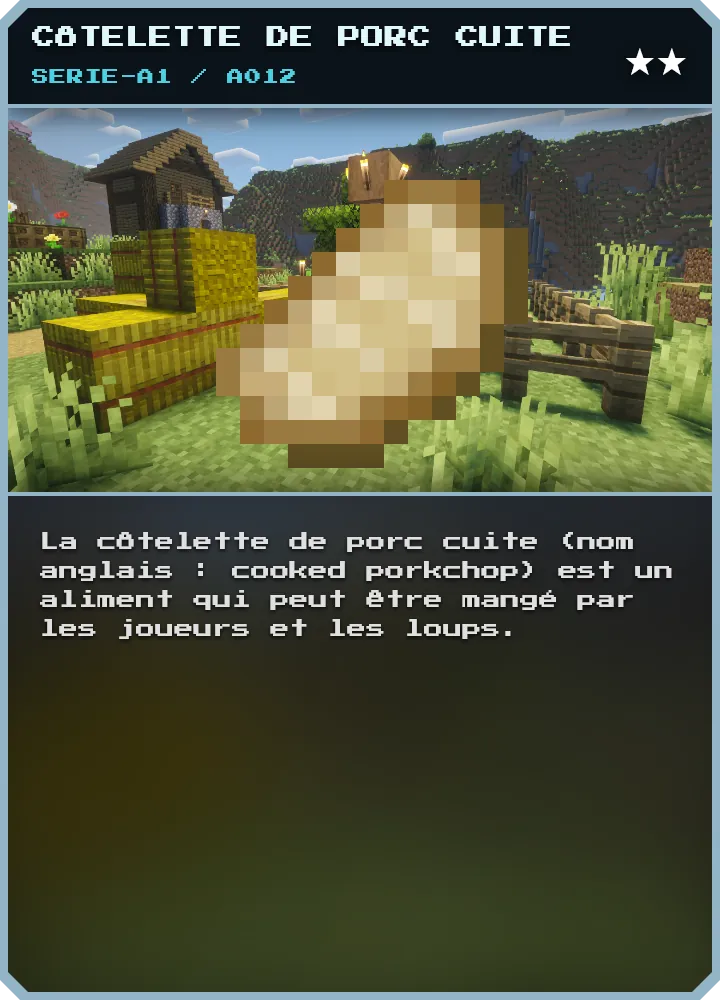 CÔTELETTE DE PORC CUITE
SERIE-A1 / A012
★★
La côtelette de porc cuite (nom
anglais : cooked porkchop) est un
aliment qui peut être mangé par
les joueurs et les loups.